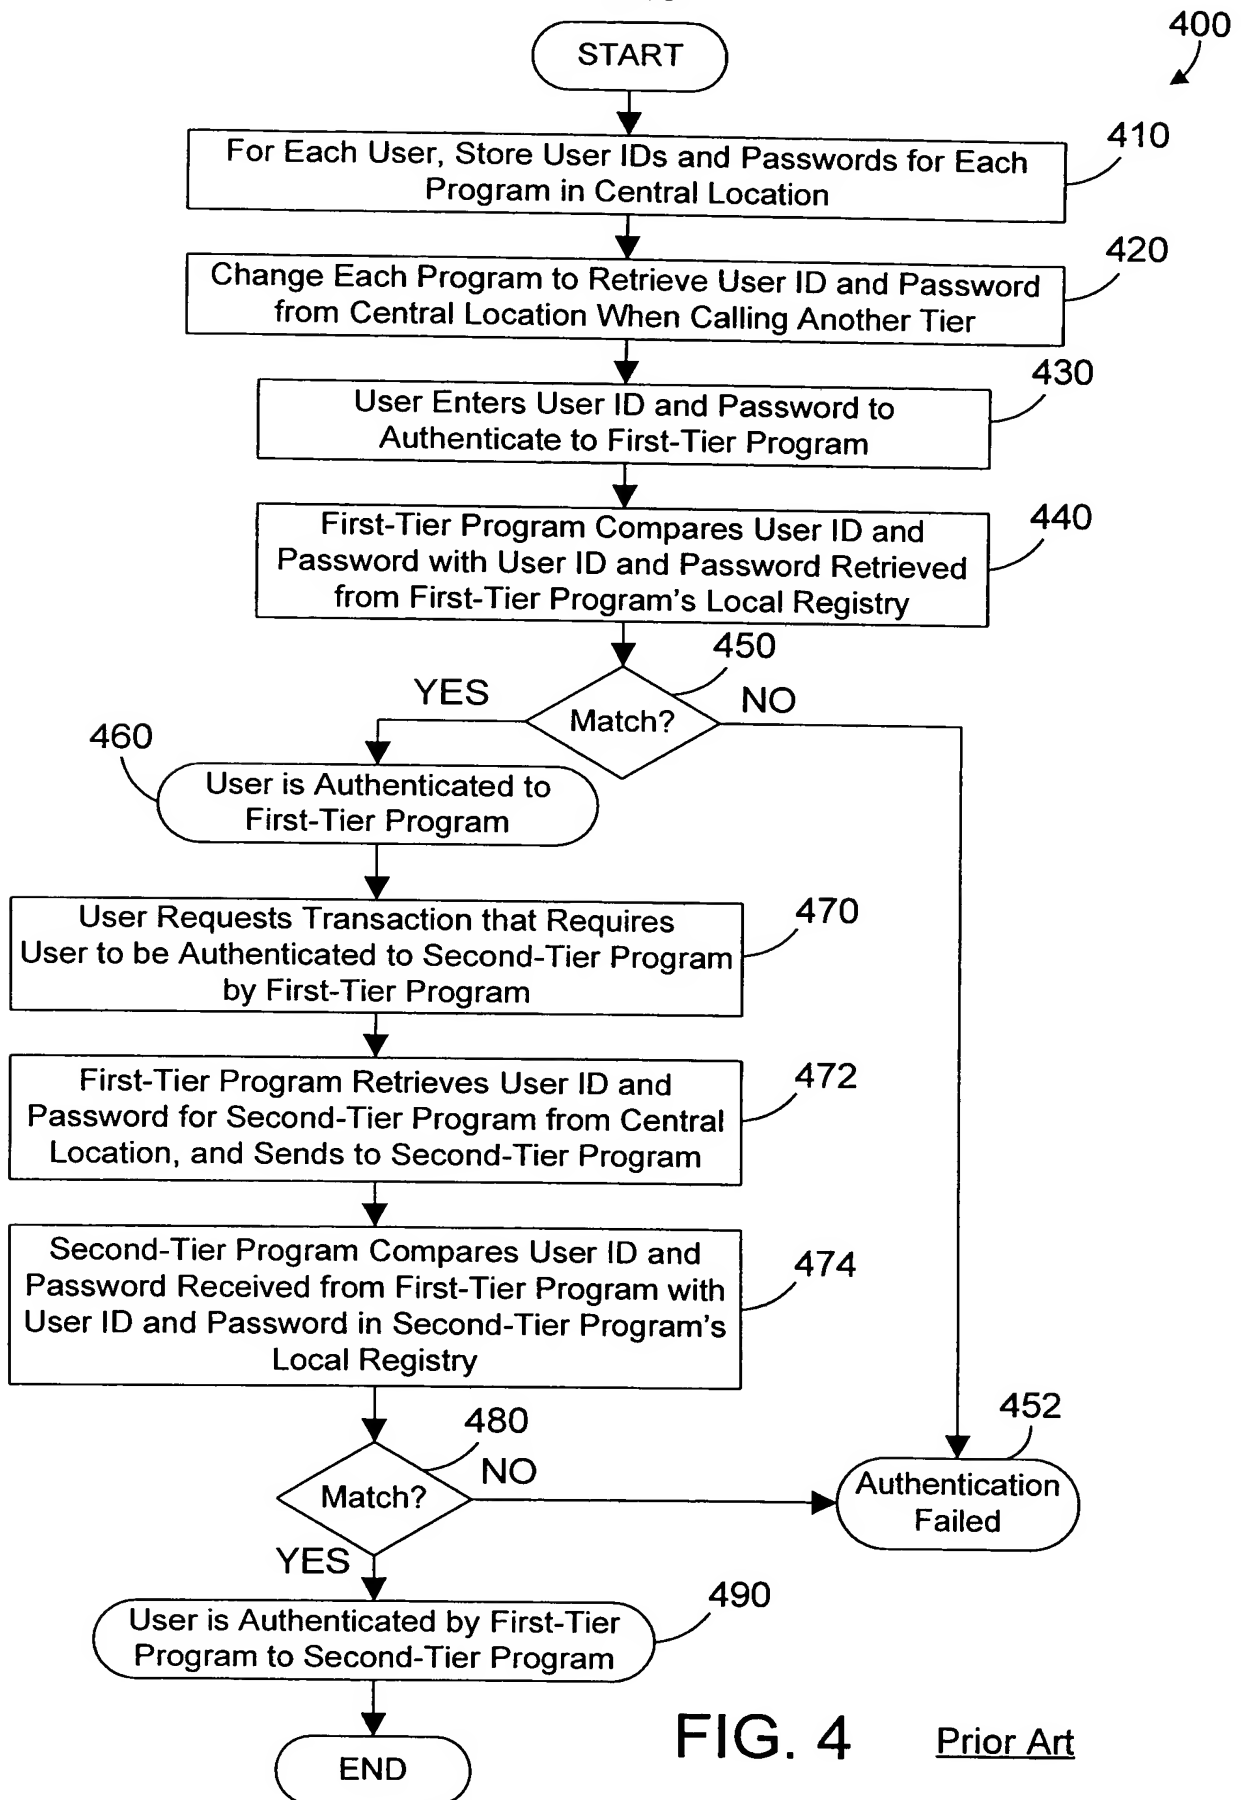 START
400
For Each User, Store User IDs and Passwords for Each
Program in Central Location
410
Change Each Program to Retrieve User ID and Password
from Central Location When Calling Another Tier
420
User Enters User ID and Password to
Authenticate to First-Tier Program
430
First-Tier Program Compares User ID and
Password with User ID and Password Retrieved
from First-Tier Program's Local Registry
440
450
Match?
YES
NO
460
User is Authenticated to
First-Tier Program
User Requests Transaction that Requires
User to be Authenticated to Second-Tier Program
by First-Tier Program
470
First-Tier Program Retrieves User ID and
Password for Second-Tier Program from Central
Location, and Sends to Second-Tier Program
472
Second-Tier Program Compares User ID and
Password Received from First-Tier Program with
User ID and Password in Second-Tier Program's
Local Registry
474
480
Match?
NO
YES
452
Authentication
Failed
User is Authenticated by First-Tier
Program to Second-Tier Program
490
END
FIG. 4
Prior Art